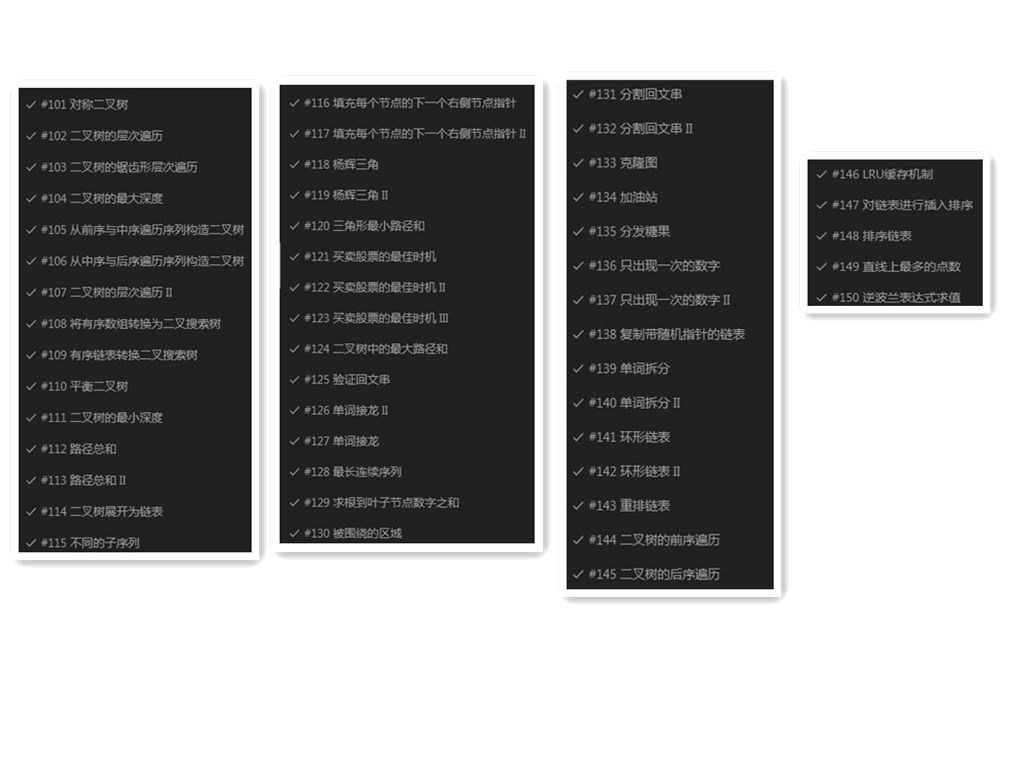 #101 对称二叉树
#102 二叉树的层次遍历
#103 二叉树的锯齿形层次遍历
#104 二叉树的最大深度
#105 从前序与中序遍历序列构造二叉树
#106 从中序与后序遍历序列构造二叉树
#107 二叉树的层次遍历 II
#108 将有序数组转换为二叉搜索树
#109 有序链表转换二叉搜索树
#110 平衡二叉树
#111 二叉树的最小深度
#112 路径总和
#113 路径总和 II
#114 二叉树展开为链表
#115 不同的子序列
#116 填充每个节点的下一个右侧节点指针
#117 填充每个节点的下一个右侧节点指针 II
#118 杨辉三角
#119 杨辉三角 II
#120 三角形最小路径和
#121 买卖股票的最佳时机
#122 买卖股票的最佳时机 II
#123 买卖股票的最佳时机 III
#124 二叉树中的最大路径和
#125 验证回文串
#126 单词接龙 II
#127 单词接龙
#128 最长连续序列
#129 求根到叶子节点数字之和
#130 被围绕的区域
#131 分割回文串
#132 分割回文串 II
#133 克隆图
#134 加油站
#135 分发糖果
#136 只出现一次的数字
#137 只出现一次的数字 II
#138 复制带随机指针的链表
#139 单词拆分
#140 单词拆分 II
#141 环形链表
#142 环形链表 II
#143 重排链表
#144 二叉树的前序遍历
#145 二叉树的后序遍历
#146 LRU缓存机制
#147 对链表进行插入排序
#148 排序链表
#149 直线上最多的点数
#150 逆波兰表达式求值